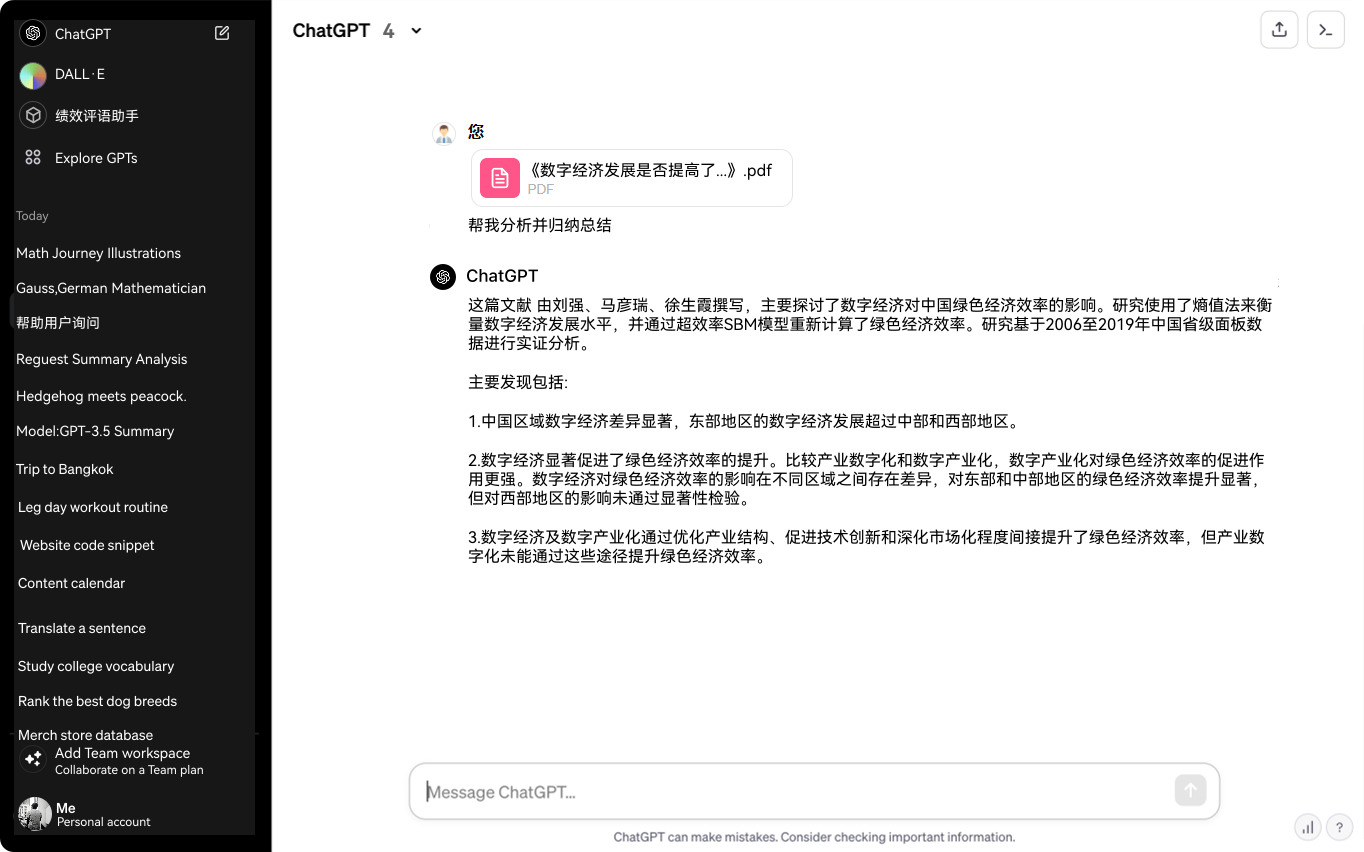 ChatGPT
DALL·E
绩效评语助手
Explore GPTs
Today
Math Journey Illustrations
Gauss,German Mathematician
帮助用户询问
Reguest Summary Analysis
Hedgehog meets peacock.
Model:GPT-3.5 Summary
Trip to Bangkok
Leg day workout routine
Website code snippet
Content calendar
Translate a sentence
Study college vocabulary
Rank the best dog breeds
Merch store database
Add Team workspace
Collaborate on a Team plan
Me
Personal account
ChatGPT 4
您
《数字经济发展是否提高了...》.pdf
PDF
帮我分析并归纳总结
ChatGPT
这篇文献 由刘强、马彦瑞、徐生霞撰写，主要探讨了数字经济对中国绿色经济效率的影响。研究使用了熵值法来衡
量数字经济发展水平，并通过超效率SBM模型重新计算了绿色经济效率。研究基于2006至2019年中国省级面板数
据进行实证分析。
主要发现包括:
1.中国区域数字经济差异显著，东部地区的数字经济发展超过中部和西部地区。
2.数字经济显著促进了绿色经济效率的提升。比较产业数字化和数字产业化，数字产业化对绿色经济效率的促进作
用更强。数字经济对绿色经济效率的影响在不同区域之间存在差异，对东部和中部地区的绿色经济效率提升显著，
但对西部地区的影响未通过显著性检验。
3.数字经济及数字产业化通过优化产业结构、促进技术创新和深化市场化程度间接提升了绿色经济效率，但产业数
字化未能通过这些途径提升绿色经济效率。
Message ChatGPT...
ChatGPT can make mistakes. Consider checking important information.
?